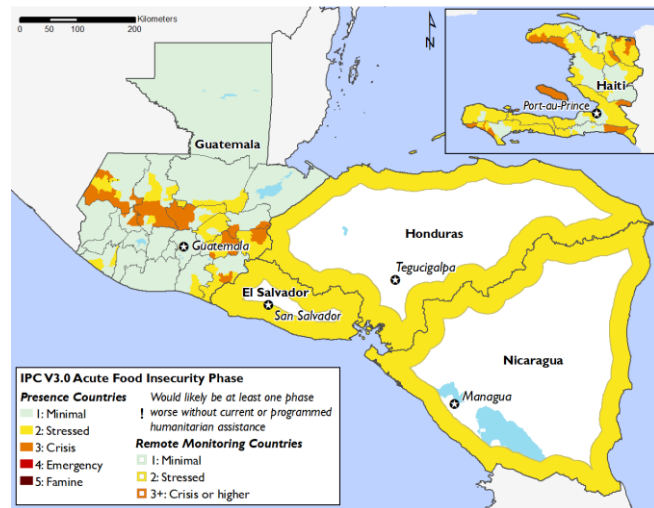 Kilometers
0 50 100 200
N
Haiti
Port-au-Prince
Guatemala
Guatemala
Honduras
Tegucigalpa
El Salvador
San Salvador
Nicaragua
Managua
IPC V3.0 Acute Food Insecurity Phase
Presence Countries
1: Minimal
2: Stressed
3: Crisis
4: Emergency
5: Famine
! Would likely be at least one phase
worse without current or programmed
humanitarian assistance
Remote Monitoring Countries
1: Minimal
2: Stressed
3+: Crisis or higher